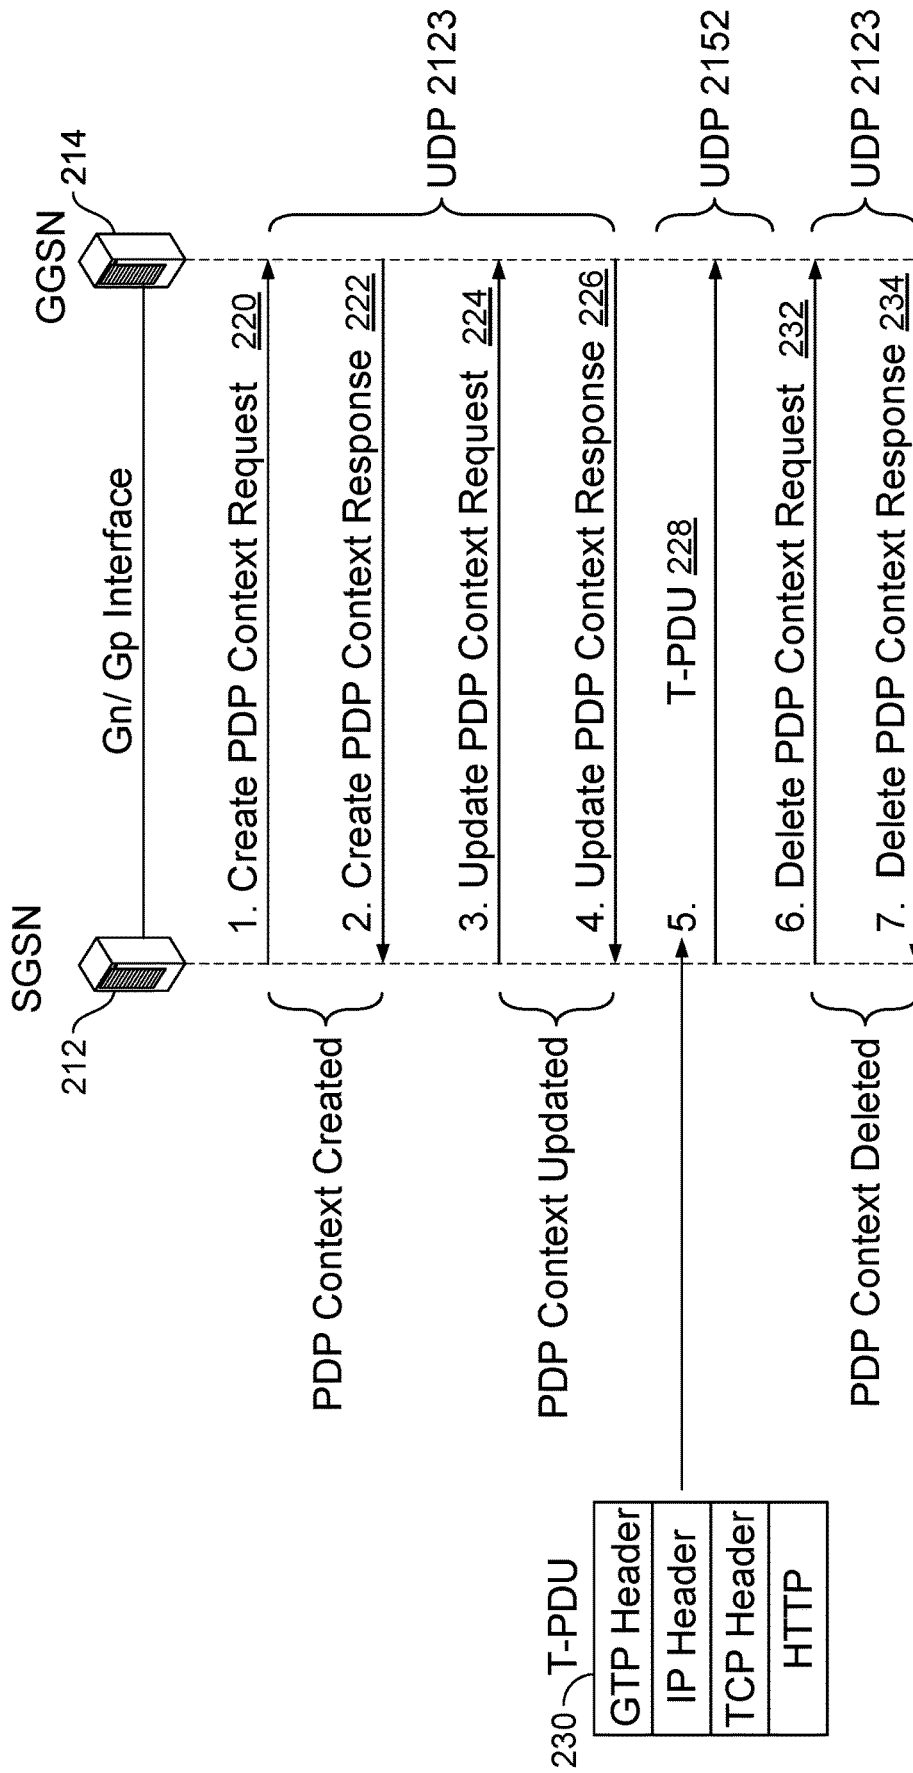 SGSN
GGSN
212
214
Gn/ Gp Interface
1. Create PDP Context Request 220
2. Create PDP Context Response 222
3. Update PDP Context Request 224
4. Update PDP Context Response 226
5. T-PDU 228
6. Delete PDP Context Request 232
7. Delete PDP Context Response 234
PDP Context Created
PDP Context Updated
PDP Context Deleted
UDP 2123
UDP 2152
UDP 2123
230
T-PDU
GTP Header
IP Header
TCP Header
HTTP